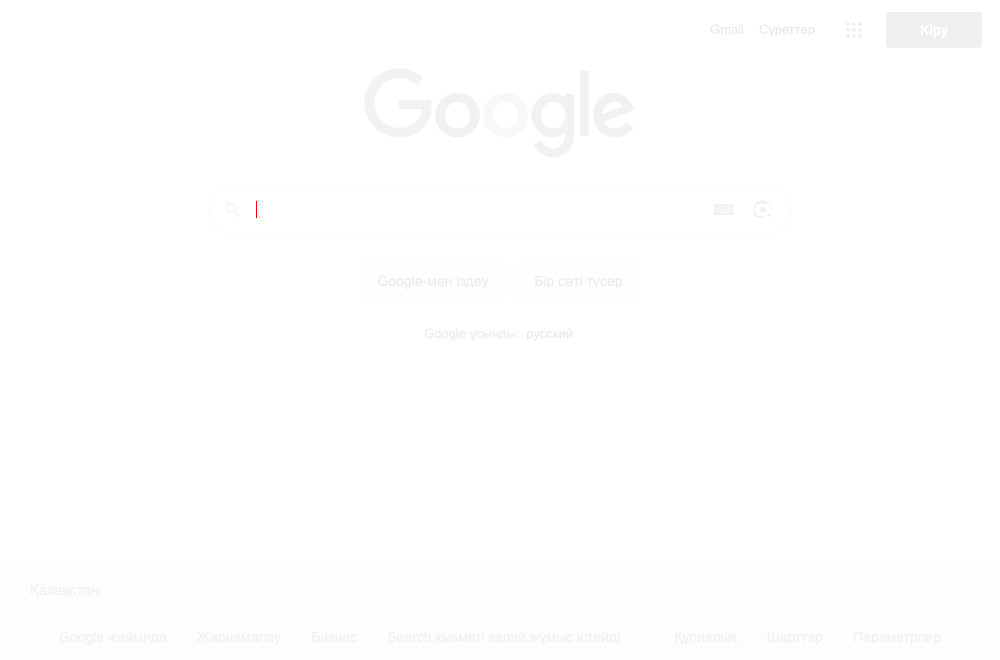 Gmail Суреттер Кіру
Google
Google-мен іздеу Бір сәті түсер
Google ұсынды: русский
Қазақстан
Google жайында Жарнамалау Бизнес Search қызметі қалай жұмыс істейді Құпиялық Шарттар Параметрлер